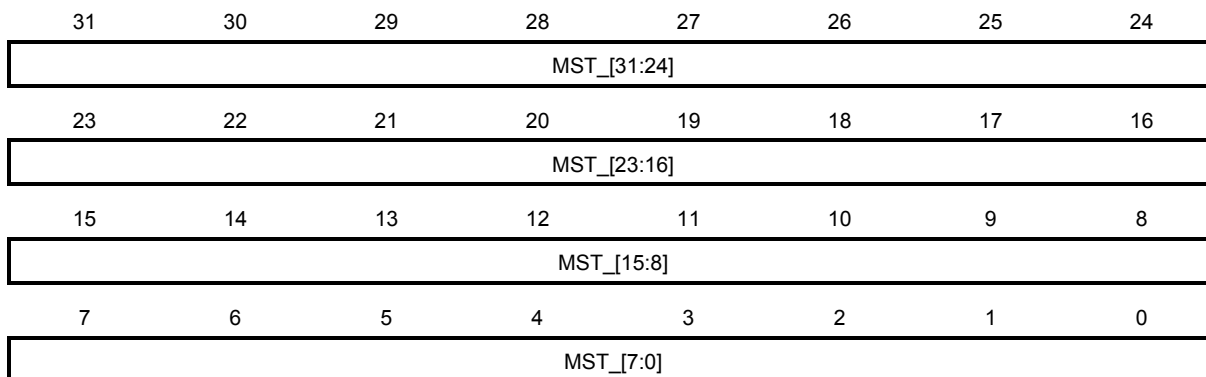 31 30 29 28 27 26 25 24
MST_[31:24]
23 22 21 20 19 18 17 16
MST_[23:16]
15 14 13 12 11 10 9 8
MST_[15:8]
7 6 5 4 3 2 1 0
MST_[7:0]